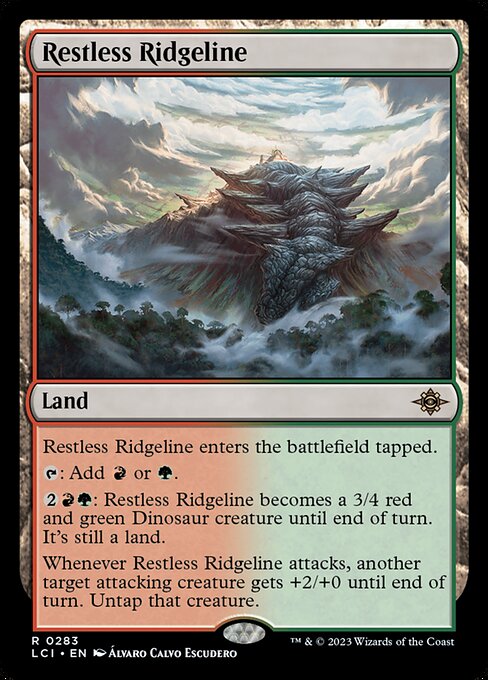 Restless Ridgeline
Land
Restless Ridgeline enters the battlefield tapped.
: Add or .
2: Restless Ridgeline becomes a 3/4 red
and green Dinosaur creature until end of turn.
It's still a land.
Whenever Restless Ridgeline attacks, another
target attacking creature gets +2/+0 until end of
turn. Untap that creature.
R 0283
LCI • EN Álvaro Calvo Escudero
™ & © 2023 Wizards of the Coast